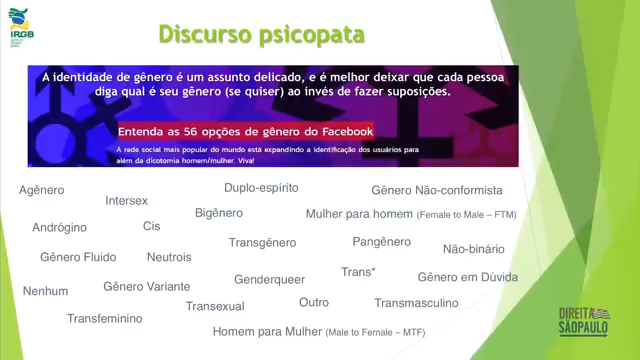 IRGB
Discurso psicopata
A identidade de gênero é um assunto delicado, e é melhor deixar que cada pessoa
diga qual é seu gênero (se quiser) ao invés de fazer suposições.
Entenda as 56 opções de gênero do Facebook
A rede social mais popular do mundo está expandindo a identificação dos usuários para
além da dicotomia homem/mulher. Viva!
Agênero
Intersex
Duplo-espírito
Gênero Não-conformista
Andrógino
Cis
Bigênero
Mulher para homem (Female to Male – FTM)
Transgênero
Pangênero
Não-binário
Gênero Fluido
Neutrois
Genderqueer
Trans*
Gênero em Dúvida
Nenhum
Gênero Variante
Transexual
Outro
Transmasculino
Transfeminino
Homem para Mulher (Male to Female – MTF)
DIREITA
SÃOPAULO